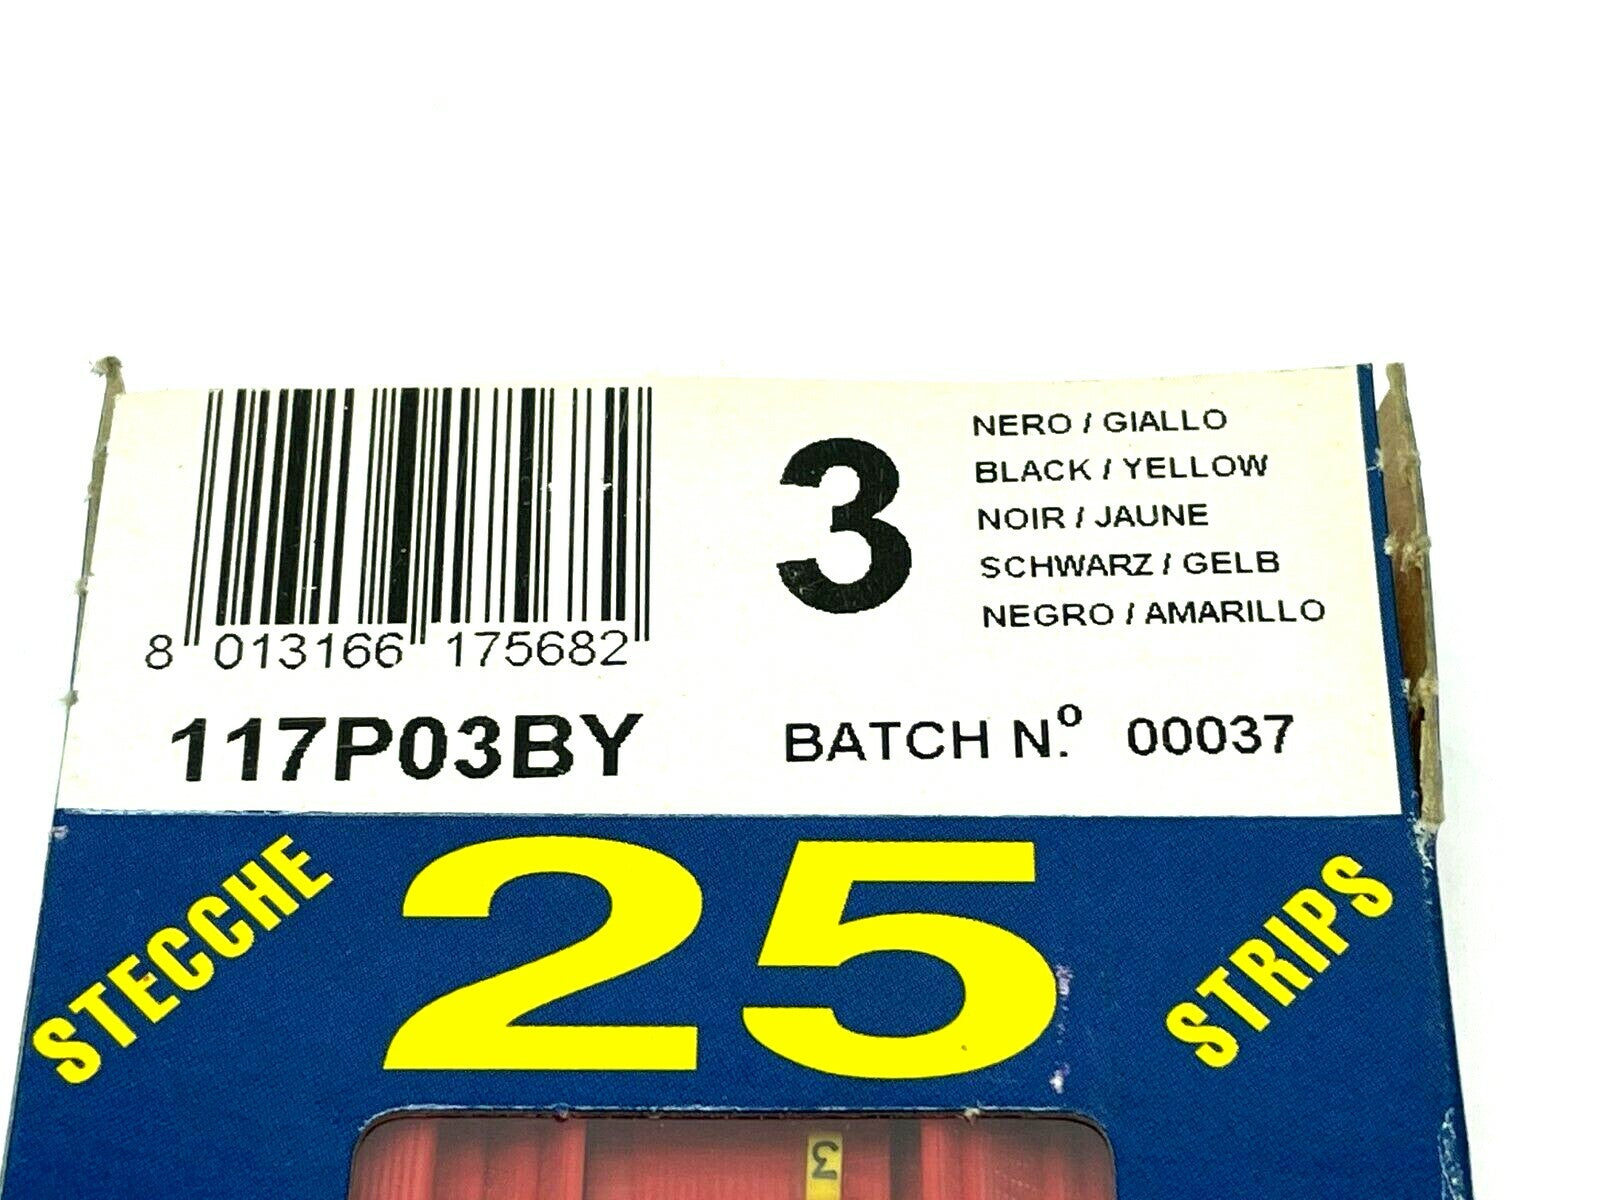 NERO / GIALLO
BLACK / YELLOW
NOIR / JAUNE
SCHWARZ / GELB
NEGRO / AMARILLO
3
8 013166 175682
117P03BY
BATCH N.º 00037
STECCHE
25
STRIPS
3